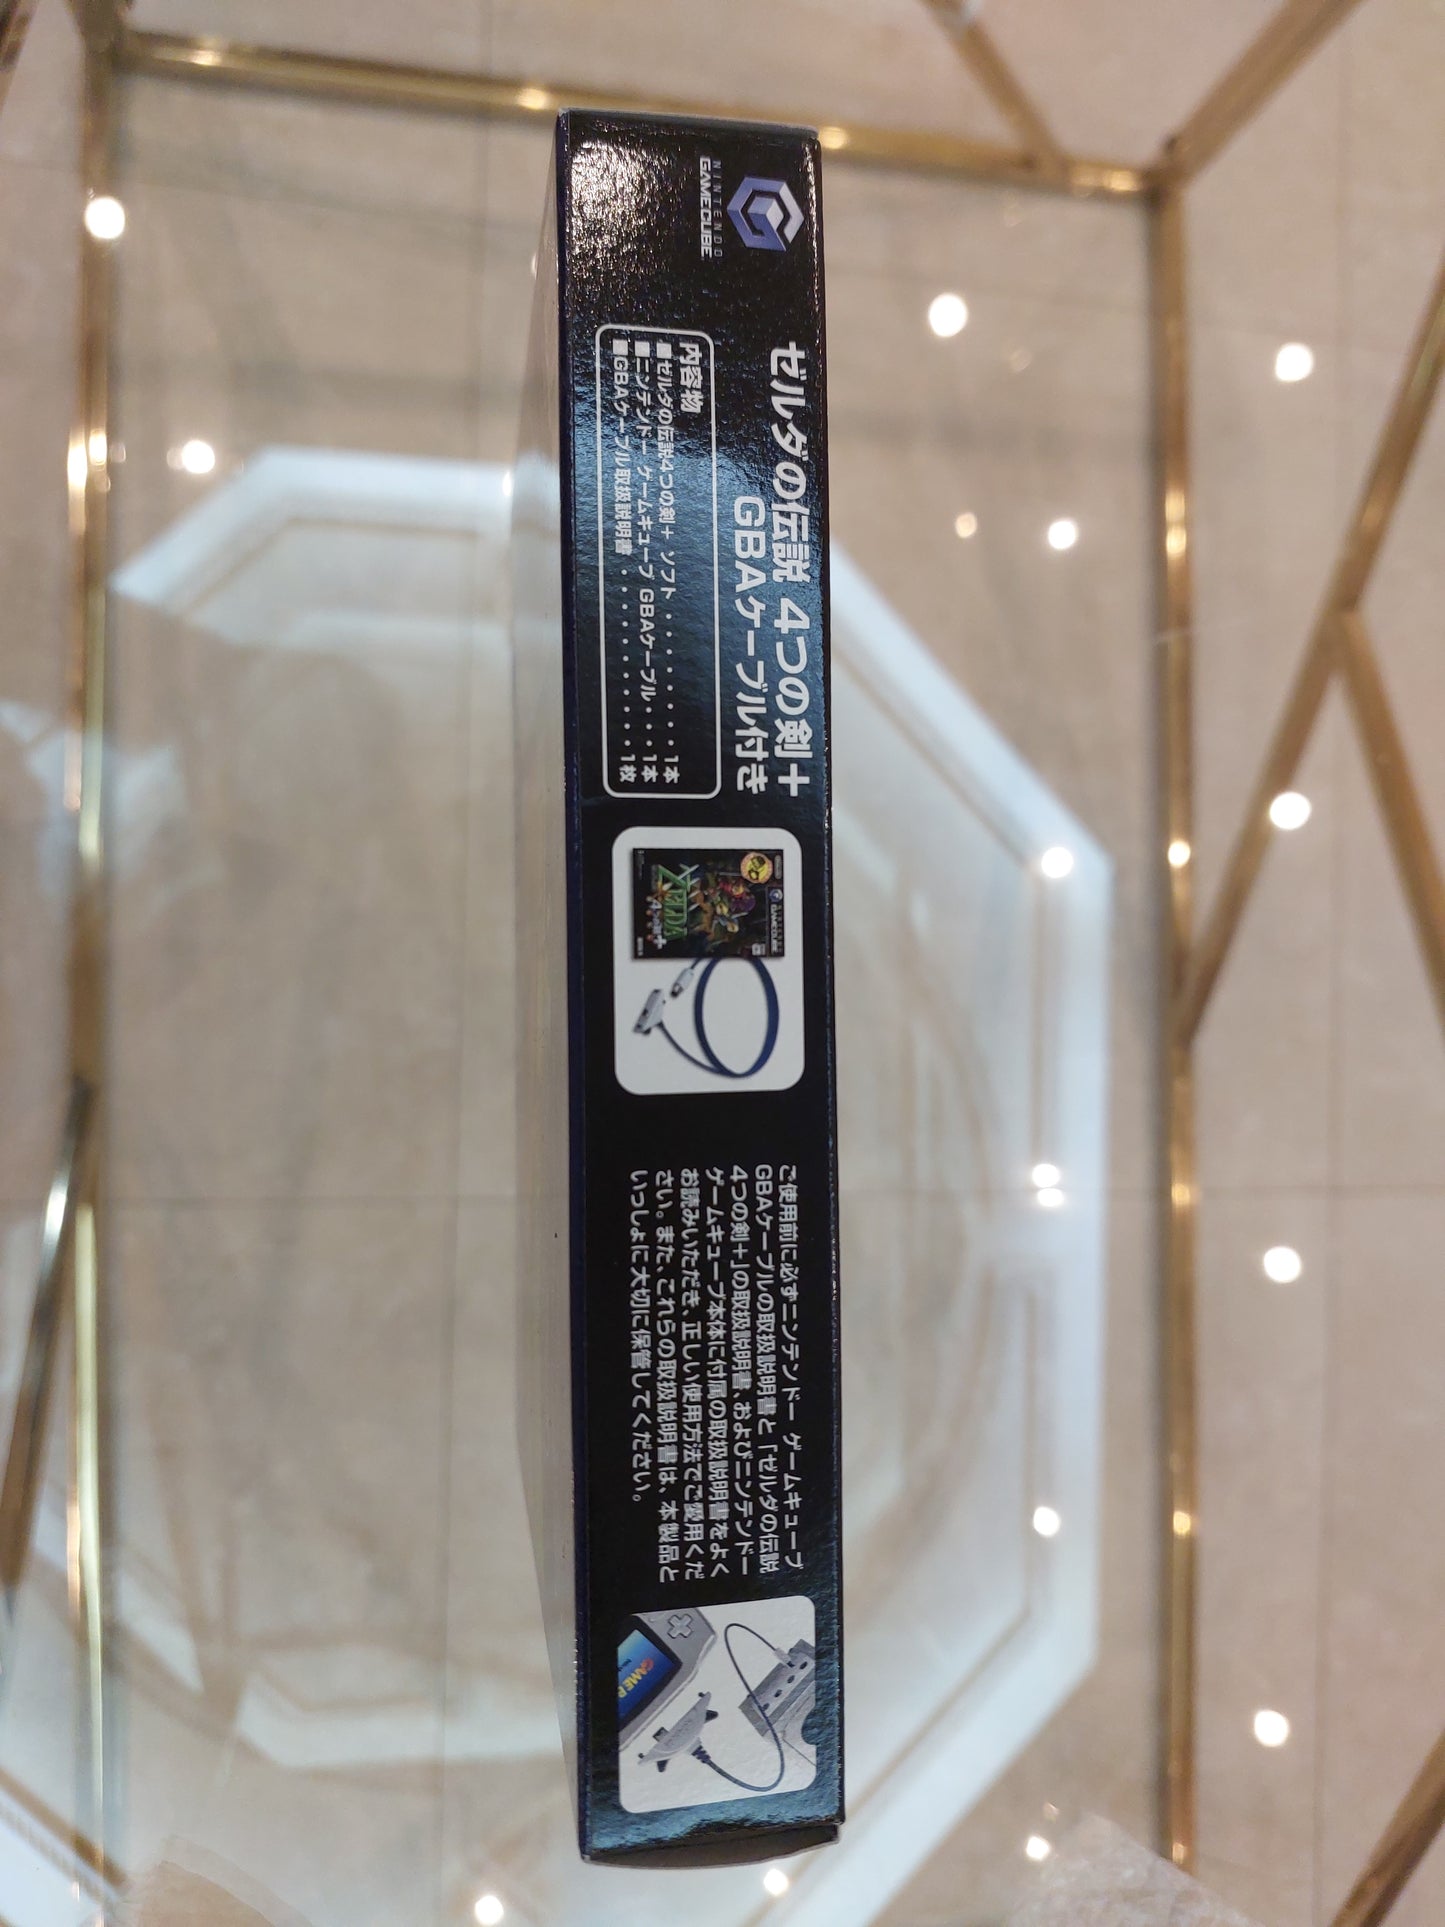 NINTENDO
GAMECUBE
ゼルダの伝説 4つの剣+
GBAケーブル付き
内容物
■ゼルダの伝説4つの剣+ ソフト・・・・・・・・1本
■ニンテンドー ゲームキューブ GBAケーブル・・・1本
■GBAケーブル取扱説明書・・・・・・・・・・1枚
NINTENDO
GAMECUBE
ZELDA
4つの剣+
ご使用前に必ずニンテンドー ゲームキューブ
GBAケーブルの取扱説明書と「ゼルダの伝説
4つの剣+」の取扱説明書、およびニンテンドー
ゲームキューブ本体に付属の取扱説明書をよく
お読みいただき、正しい使用方法でご愛用くだ
さい。また、これらの取扱説明書は、本製品と
いっしょに大切に保管してください。
GAME B